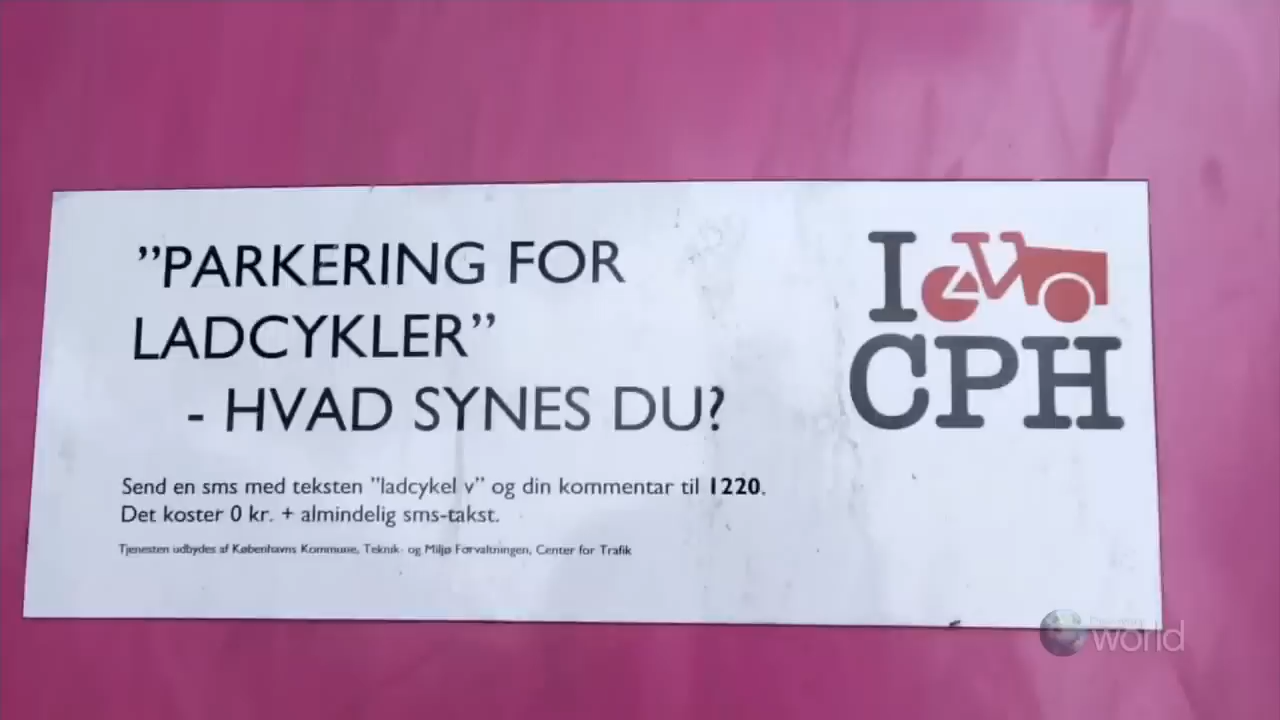 ”PARKERING FOR
LADCYKLER”
- HVAD SYNES DU?
Send en sms med teksten ”ladcykel v” og din kommentar til 1220.
Det koster 0 kr. + almindelig sms-takst.
Tjenesten udbydes af Københavns Kommune, Teknik- og Miljø Forvaltningen, Center for Trafik
I
CPH
world